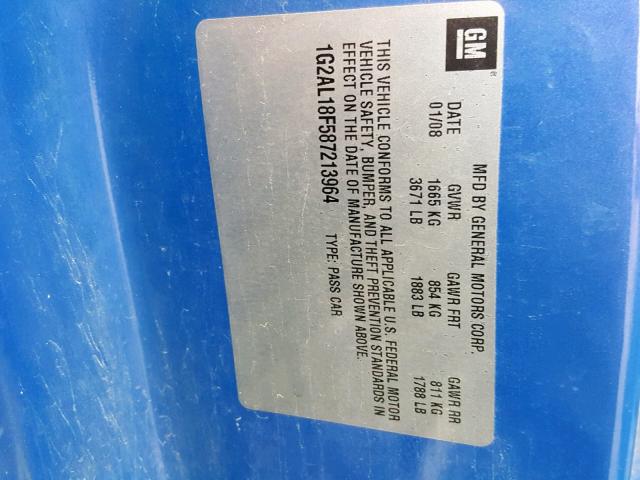 GM
MFD BY GENERAL MOTORS CORP.
DATE GVWR GAWR FRT GAWR RR
01/08 1665 KG 854 KG 811 KG
3671 LB 1883 LB 1788 LB
THIS VEHICLE CONFORMS TO ALL APPLICABLE U.S. FEDERAL MOTOR
VEHICLE SAFETY, BUMPER, AND THEFT PREVENTION STANDARDS IN
EFFECT ON THE DATE OF MANUFACTURE SHOWN ABOVE.
1G2AL18F587213964 TYPE: PASS CAR